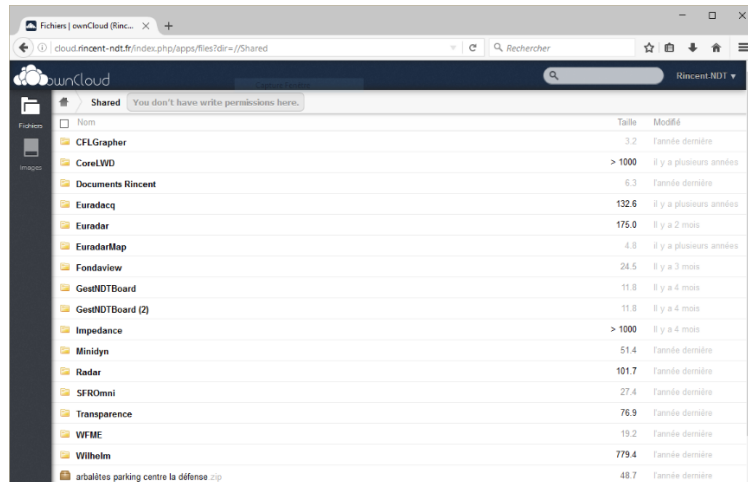 Fichiers | ownCloud (Rinc...
cloud.rincent-ndt.fr/index.php/apps/files?dir=//Shared
Rechercher
ownCloud
Rincent-NDT
Fichiers
Images
Shared You don't have write permissions here.
Nom Taille Modifié
CFLGrapher 3.2 l'année dernière
CoreLWD > 1000 il y a plusieurs années
Documents Rincent 6.3 l'année dernière
Euradacq 132.6 il y a plusieurs années
Euradar 175.0 Il y a 2 mois
EuradarMap 4.8 il y a plusieurs années
Fondaview 24.5 Il y a 3 mois
GestNDTBoard 11.8 Il y a 4 mois
GestNDTBoard (2) 11.8 Il y a 4 mois
Impedance > 1000 Il y a 4 mois
Minidyn 51.4 l'année dernière
Radar 101.7 l'année dernière
SFROmni 27.4 l'année dernière
Transparence 76.9 l'année dernière
WFME 19.2 l'année dernière
Wilhelm 779.4 l'année dernière
arbalètes parking centre la défense.zip 48.7 l'année dernière